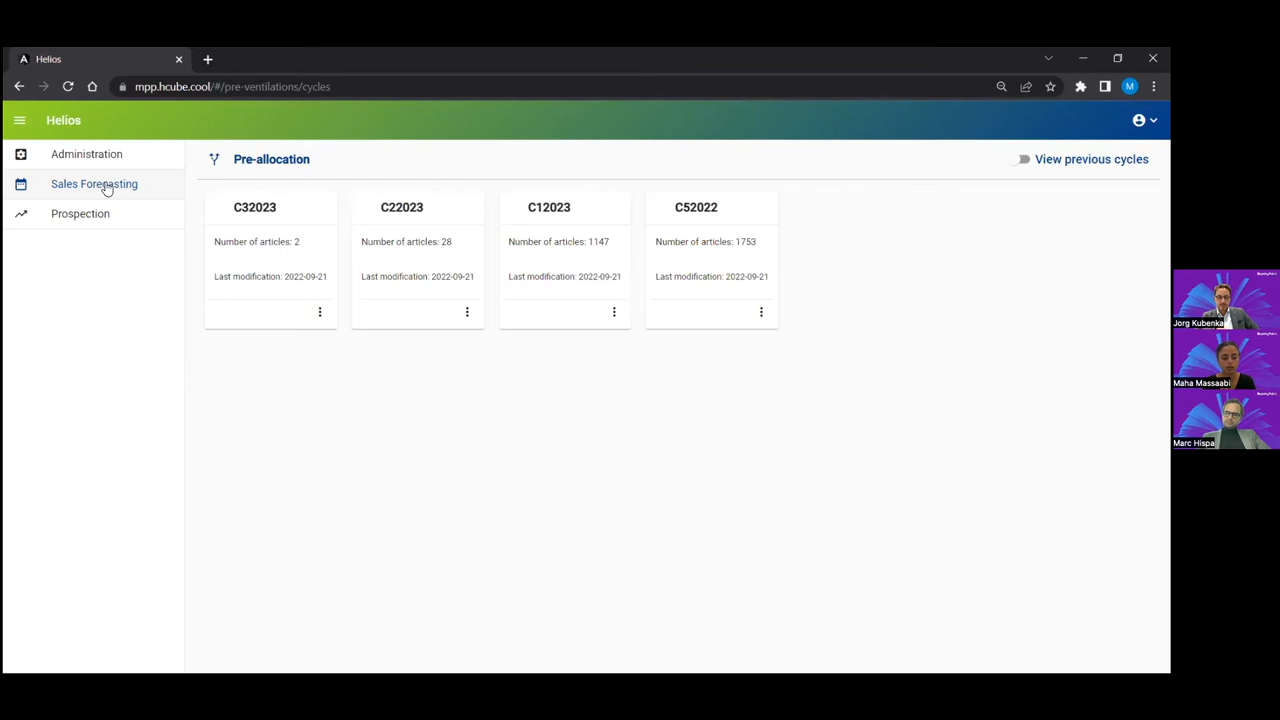 Helios
mpp.hcube.cool/#/pre-ventilations/cycles
M
Helios
Administration
Sales Forecasting
Prospection
Pre-allocation
View previous cycles
C32023
Number of articles: 2
Last modification: 2022-09-21
C22023
Number of articles: 28
Last modification: 2022-09-21
C12023
Number of articles: 1147
Last modification: 2022-09-21
C52022
Number of articles: 1753
Last modification: 2022-09-21
Jorg Kubenka
Maha Massaabi
Marc Hispa